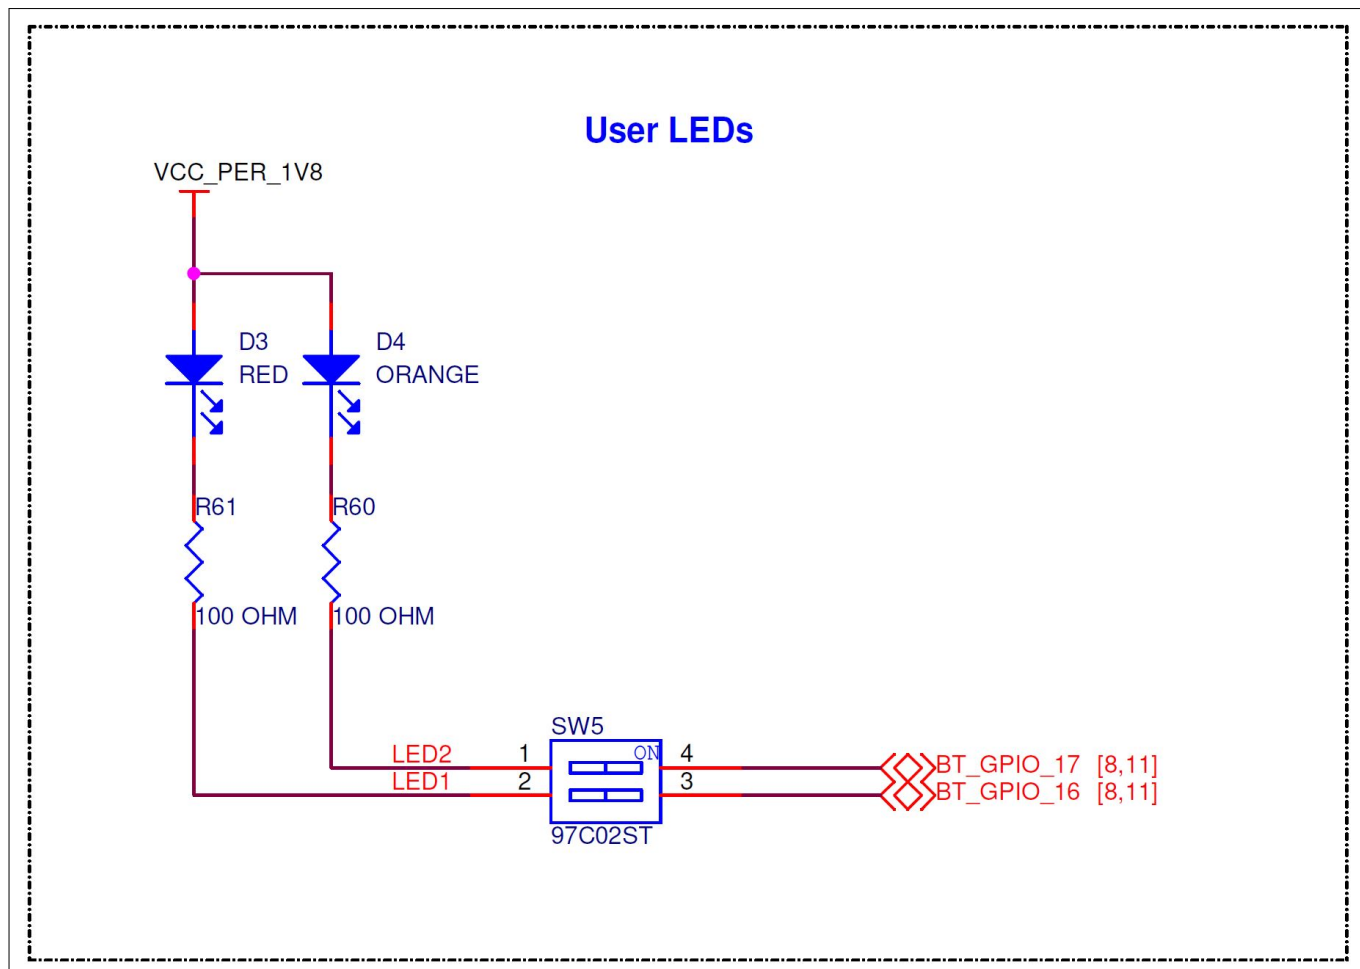 User LEDs
VCC_PER_1V8
D3
RED
D4
ORANGE
R61
R60
100 OHM
100 OHM
SW5
LED2
1
ON
4
BT_GPIO_17 [8,11]
LED1
2
3
BT_GPIO_16 [8,11]
97C02ST